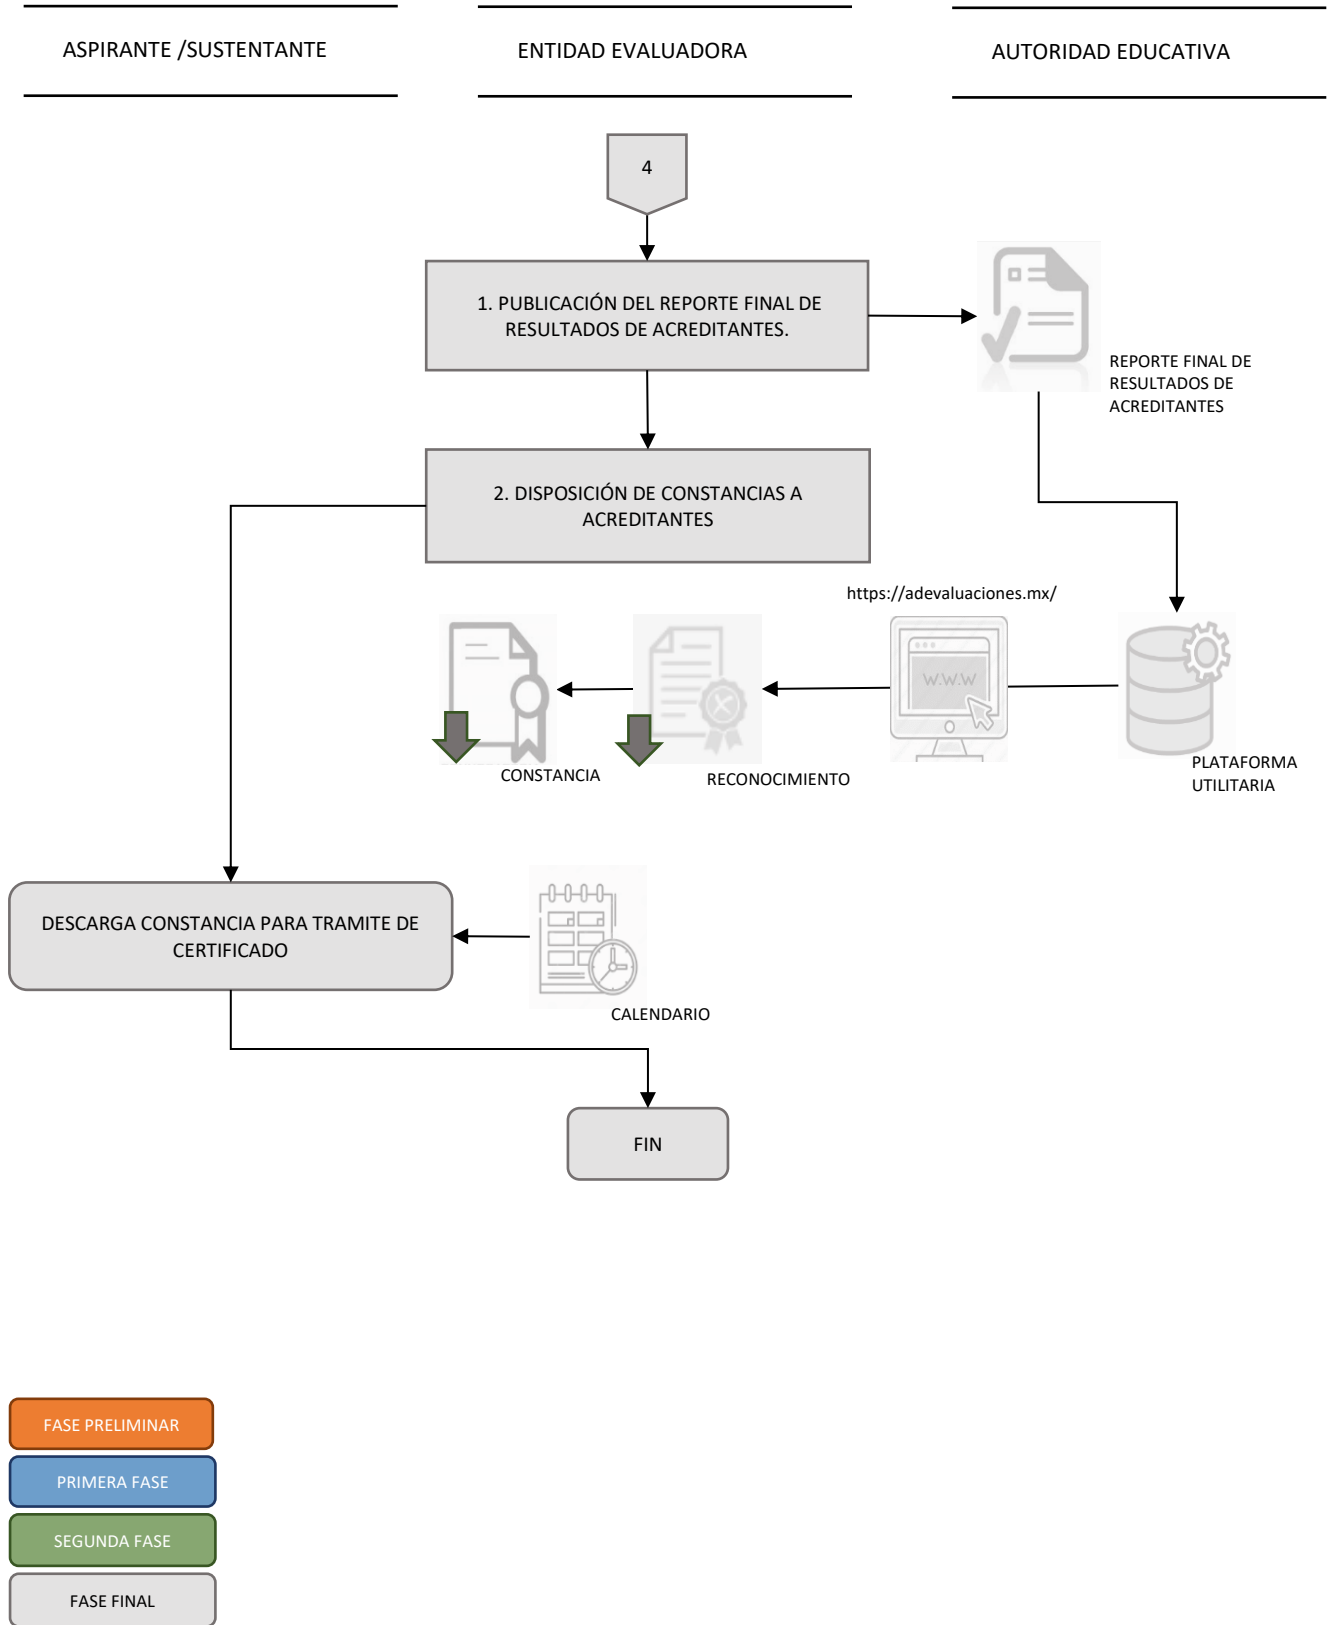 ASPIRANTE /SUSTENTANTE
ENTIDAD EVALUADORA
AUTORIDAD EDUCATIVA
4
1. PUBLICACIÓN DEL REPORTE FINAL DE
RESULTADOS DE ACREDITANTES.
REPORTE FINAL DE
RESULTADOS DE
ACREDITANTES
2. DISPOSICIÓN DE CONSTANCIAS A
ACREDITANTES
https://adevaluaciones.mx/
W.W.W
CONSTANCIA
RECONOCIMIENTO
PLATAFORMA
UTILITARIA
DESCARGA CONSTANCIA PARA TRAMITE DE
CERTIFICADO
CALENDARIO
FIN
FASE PRELIMINAR
PRIMERA FASE
SEGUNDA FASE
FASE FINAL